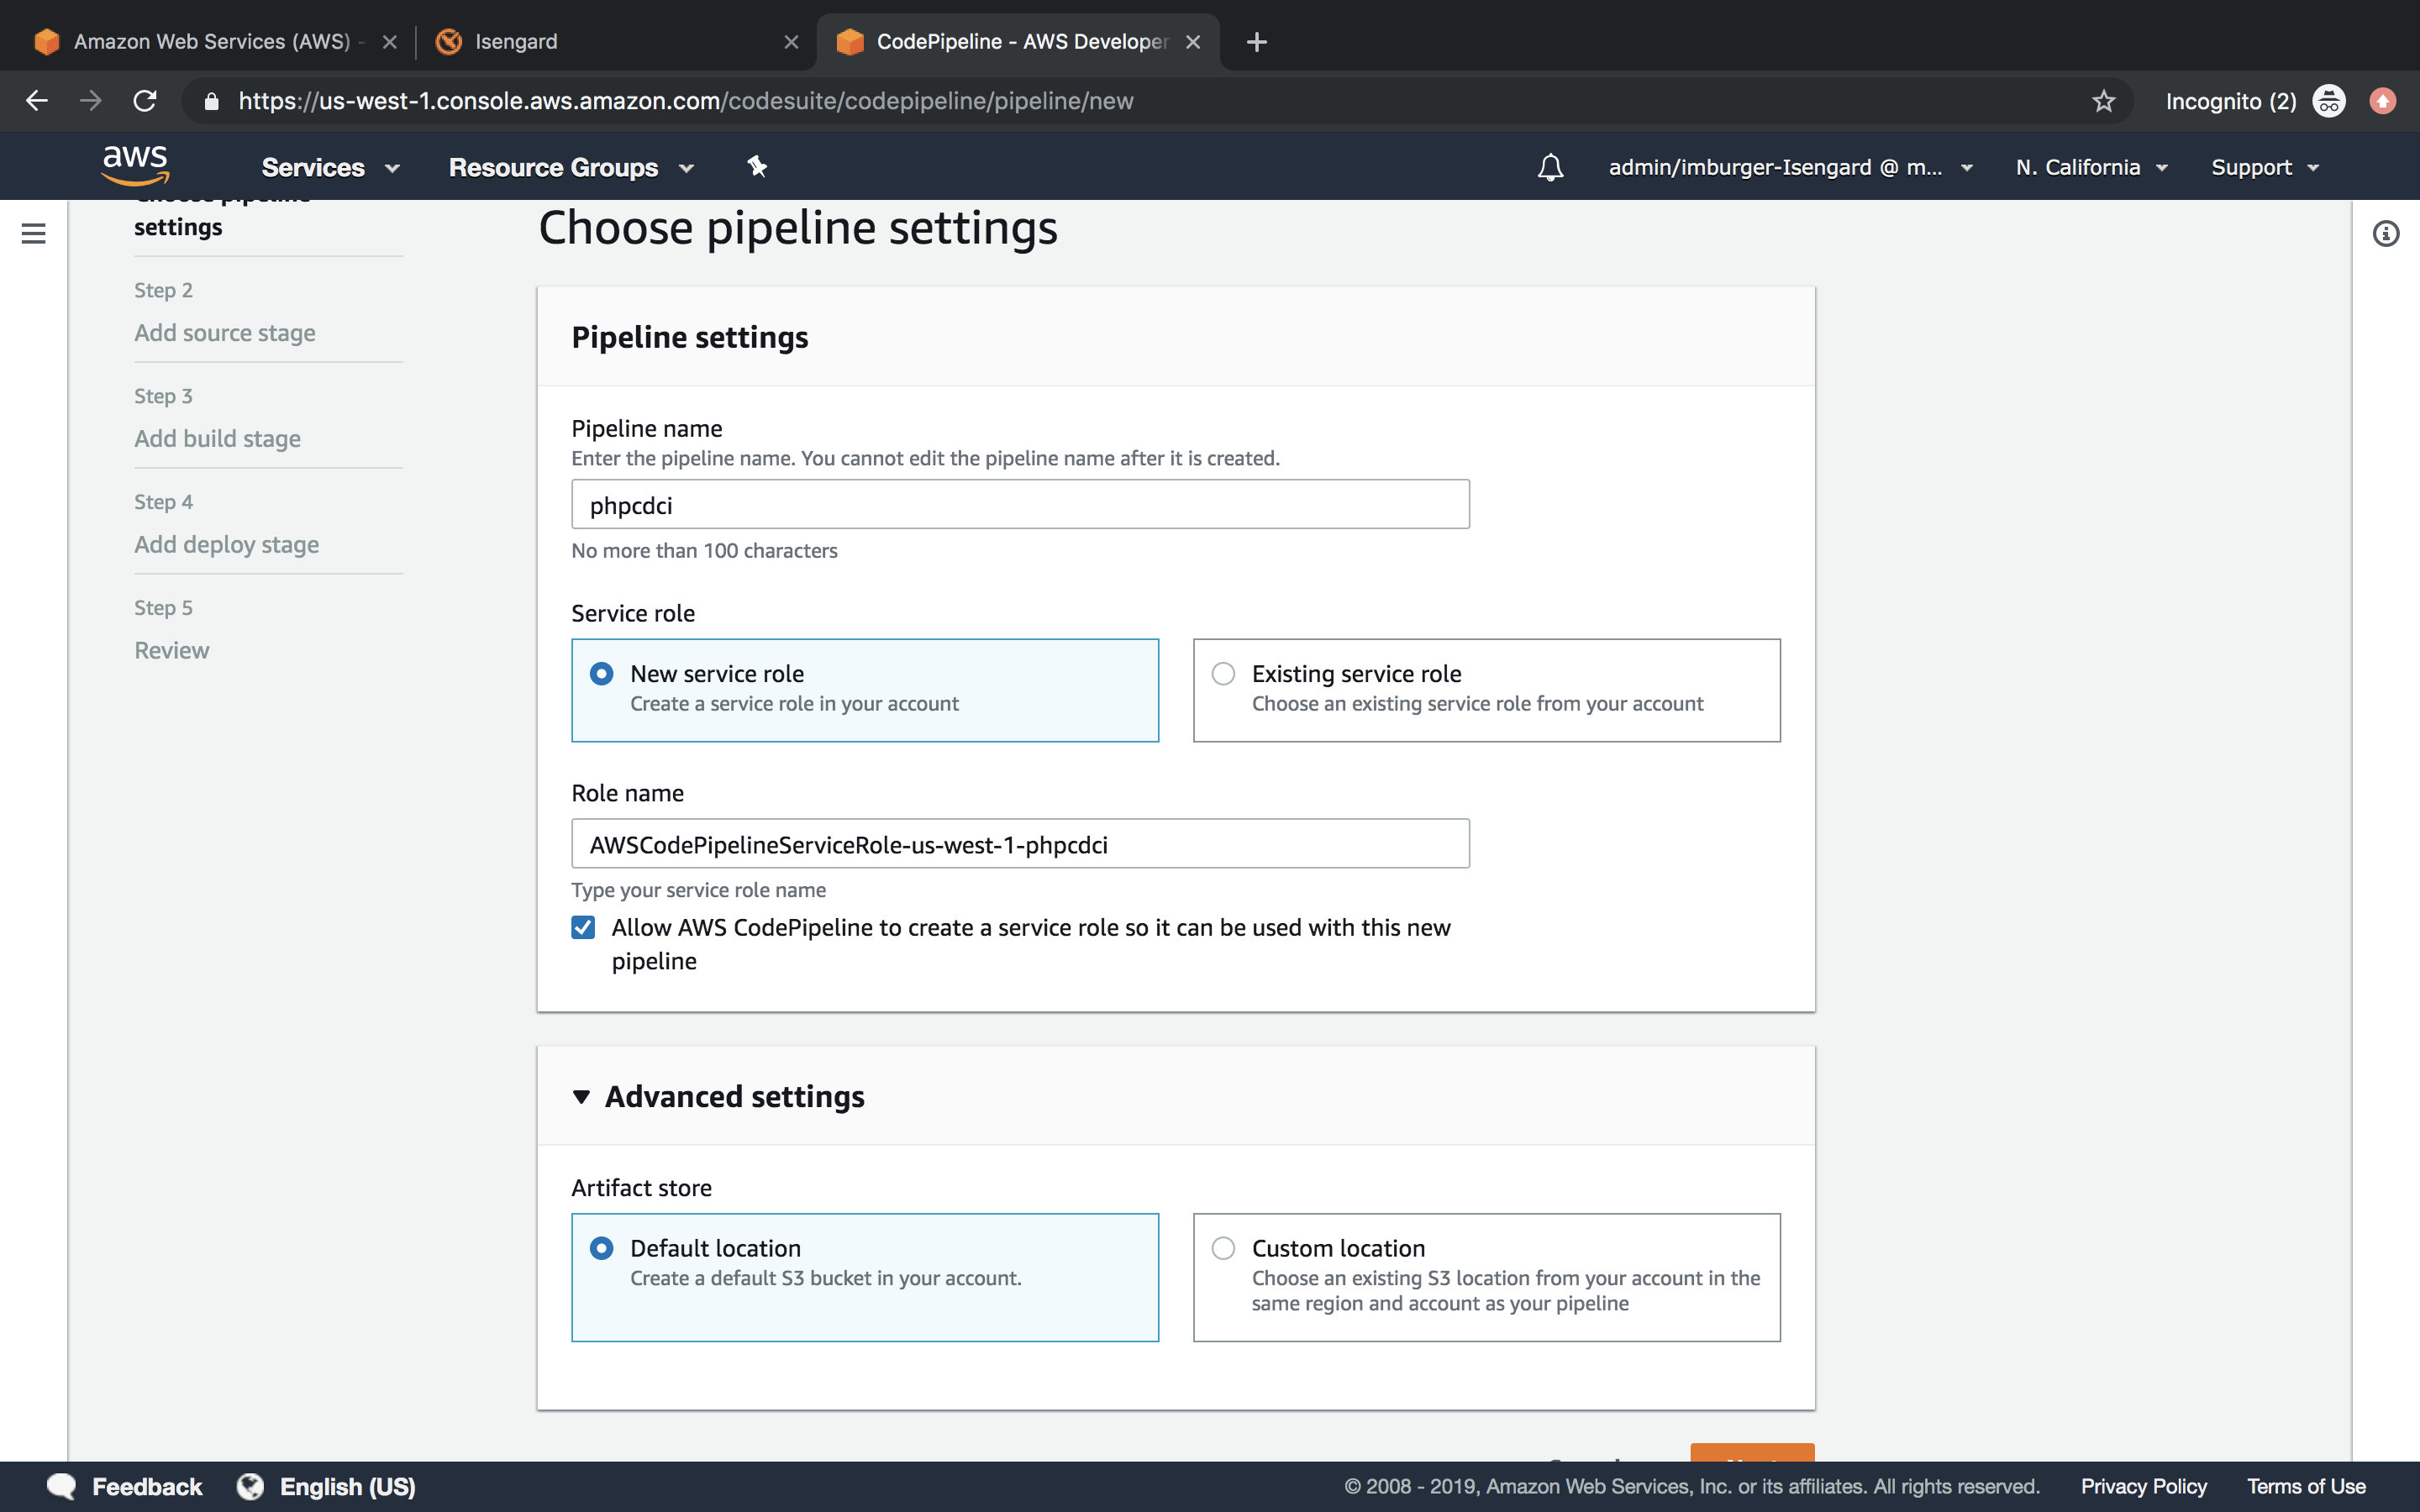 Amazon Web Services (AWS) -
Isengard
CodePipeline - AWS Developer
https://us-west-1.console.aws.amazon.com/codesuite/codepipeline/pipeline/new
Incognito (2)
aws
Services
Resource Groups
admin/imburger-Isengard @ m...
N. California
Support
Choose pipeline
settings
Step 2
Add source stage
Step 3
Add build stage
Step 4
Add deploy stage
Step 5
Review
Choose pipeline settings
Pipeline settings
Pipeline name
Enter the pipeline name. You cannot edit the pipeline name after it is created.
phpcdci
No more than 100 characters
Service role
New service role
Create a service role in your account
Existing service role
Choose an existing service role from your account
Role name
AWSCodePipelineServiceRole-us-west-1-phpcdci
Type your service role name
Allow AWS CodePipeline to create a service role so it can be used with this new
pipeline
Advanced settings
Artifact store
Default location
Create a default S3 bucket in your account.
Custom location
Choose an existing S3 location from your account in the
same region and account as your pipeline
Feedback
English (US)
© 2008 - 2019, Amazon Web Services, Inc. or its affiliates. All rights reserved.
Privacy Policy
Terms of Use